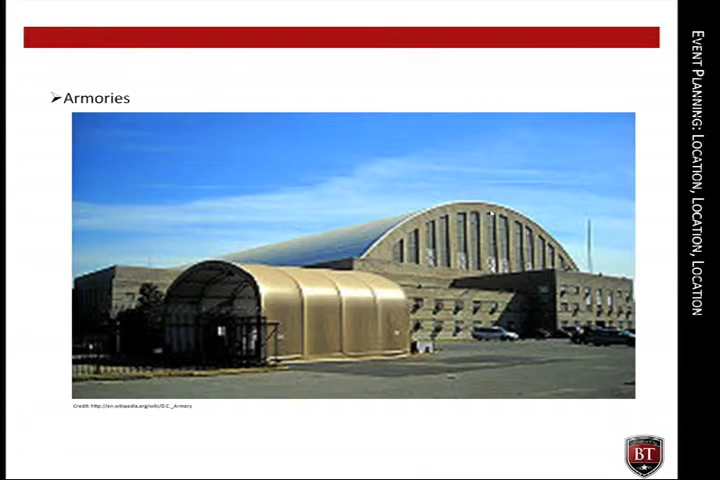 ➢Armories
Credit: http://en.wikipedia.org/wiki/D.C._Armory
EVENT PLANNING: LOCATION, LOCATION, LOCATION
BT